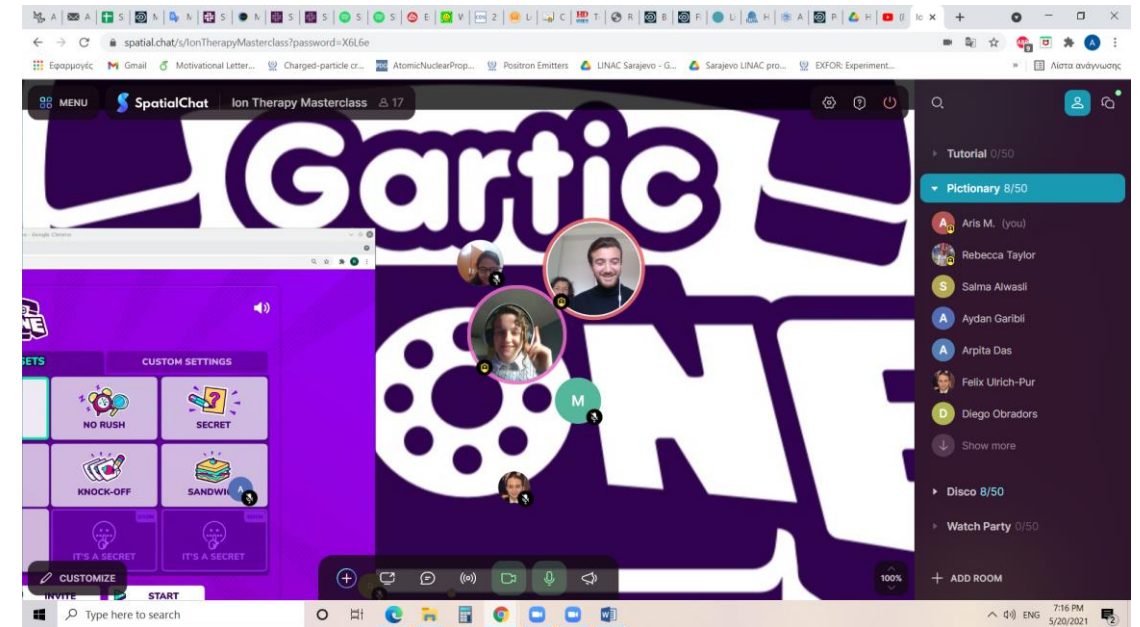 spatial.chat/s/IonTherapyMasterclass?password=X6L6e
Εφαρμογές
Gmail
Motivational Letter...
Charged-particle cr...
AtomicNuclearProp...
Positron Emitters
LINAC Sarajevo - G...
Sarajevo LINAC pro...
EXFOR: Experiment...
»
Λίστα ανάγνωσης
MENU
SpatialChat
Ion Therapy Masterclass
17
Gartic
Google Chrome
CUSTOM SETTINGS
NO RUSH
SECRET
KNOCK-OFF
IT'S A SECRET
IT'S A SECRET
M
CUSTOMIZE
INVITE
START
100%
Tutorial 0/50
Pictionary 8/50
Aris M. (you)
Rebecca Taylor
Salma Alwasli
Aydan Garibli
Arpita Das
Felix Ulrich-Pur
Diego Obradors
Show more
Disco 8/50
Watch Party 0/50
+ ADD ROOM
Type here to search
ENG
7:16 PM
5/20/2021